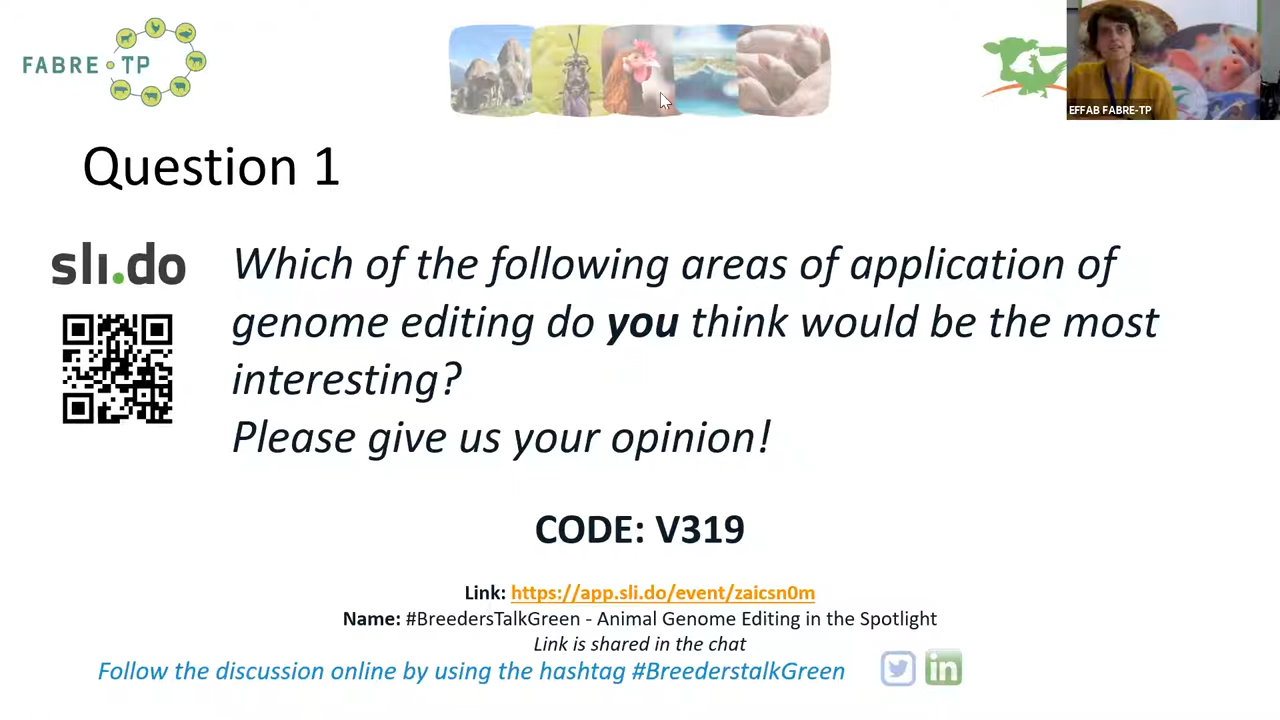 FABRE TP
EFFAB FABRE-TP
Question 1
sli.do
Which of the following areas of application of
genome editing do you think would be the most
interesting?
Please give us your opinion!
CODE: V319
Link: https://app.sli.do/event/zaicsn0m
Name: #BreedersTalkGreen - Animal Genome Editing in the Spotlight
Link is shared in the chat
Follow the discussion online by using the hashtag #BreederstalkGreen
in